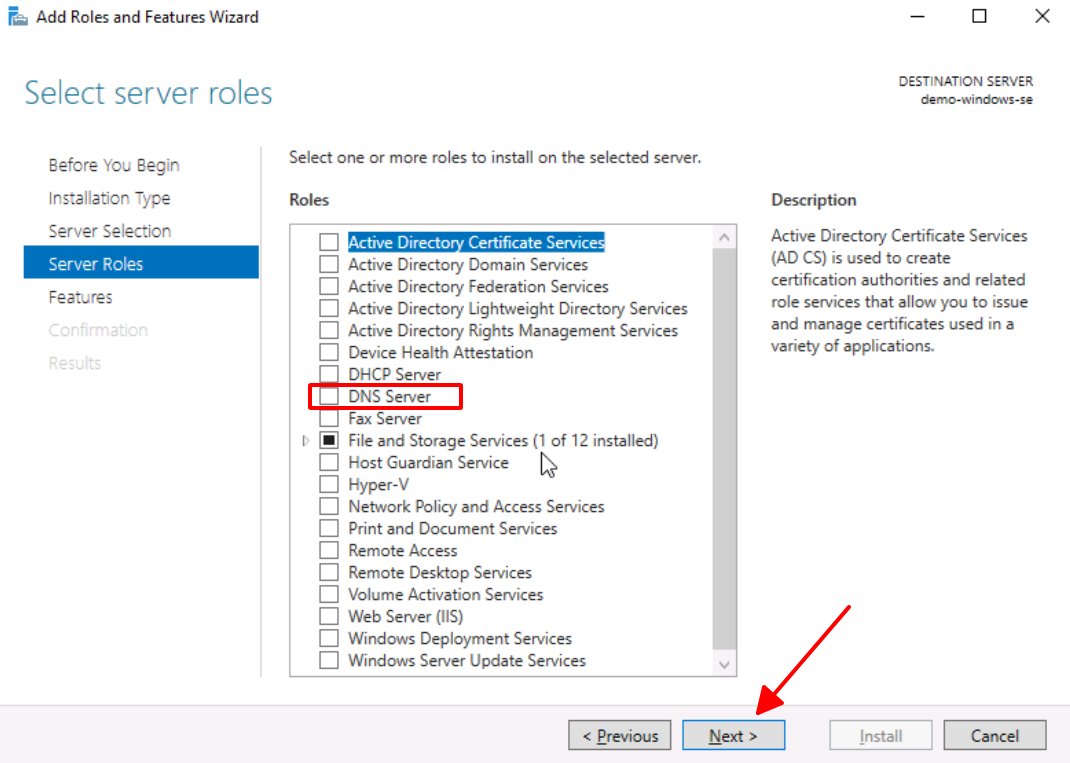 Add Roles and Features Wizard
Select server roles
DESTINATION SERVER
demo-windows-se
Before You Begin
Installation Type
Server Selection
Server Roles
Features
Confirmation
Results
Select one or more roles to install on the selected server.
Roles
Active Directory Certificate Services
Active Directory Domain Services
Active Directory Federation Services
Active Directory Lightweight Directory Services
Active Directory Rights Management Services
Device Health Attestation
DHCP Server
DNS Server
Fax Server
File and Storage Services (1 of 12 installed)
Host Guardian Service
Hyper-V
Network Policy and Access Services
Print and Document Services
Remote Access
Remote Desktop Services
Volume Activation Services
Web Server (IIS)
Windows Deployment Services
Windows Server Update Services
Description
Active Directory Certificate Services
(AD CS) is used to create
certification authorities and related
role services that allow you to issue
and manage certificates used in a
variety of applications.
< Previous
Next >
Install
Cancel